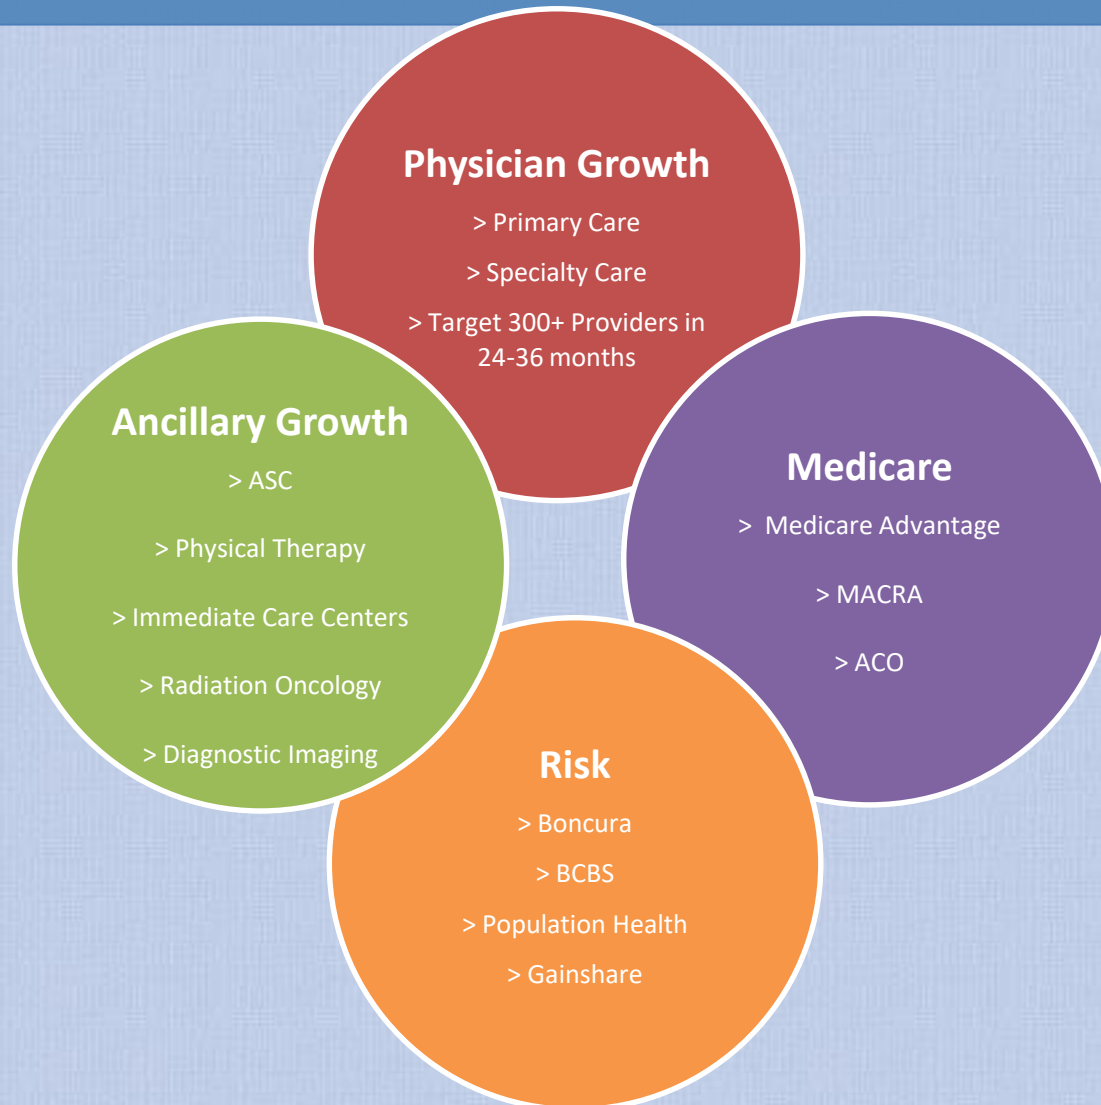 Physician Growth
> Primary Care
> Specialty Care
> Target 300+ Providers in
24-36 months
Ancillary Growth
> ASC
> Physical Therapy
> Immediate Care Centers
> Radiation Oncology
> Diagnostic Imaging
Medicare
> Medicare Advantage
> MACRA
> ACO
Risk
> Boncura
> BCBS
> Population Health
> Gainshare